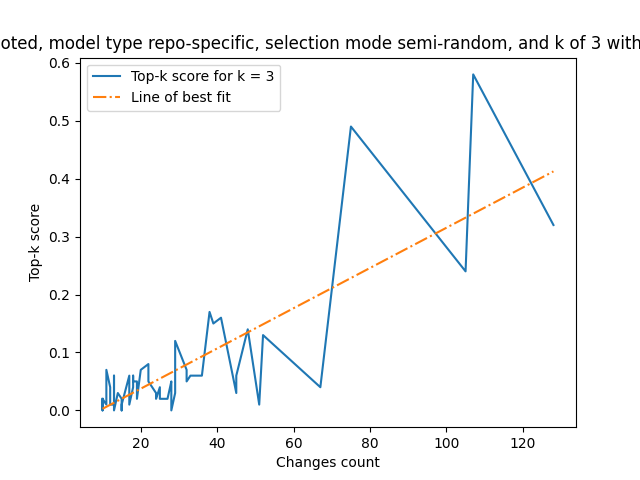 oted, model type repo-specific, selection mode semi-random, and k of 3 with
Top-k score for k = 3
Line of best fit
Top-k score
0.6
0.5
0.4
0.3
0.2
0.1
0.0
20 40 60 80 100 120
Changes count